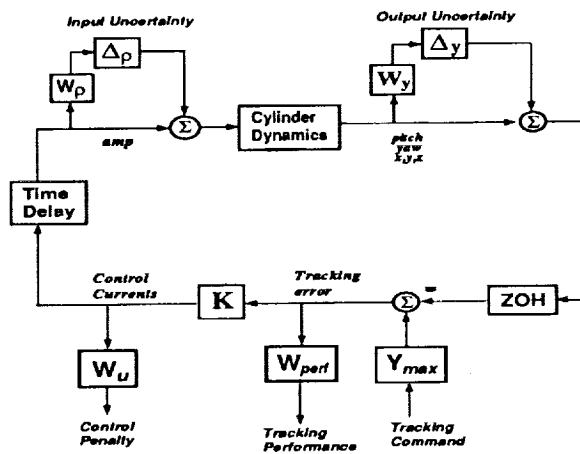 Input Uncertainty
Output Uncertainty
Δρ
Δy
Wρ
Wy
Σ
Cylinder
Dynamics
Σ
amp
pitch
yaw
x,y,z
Time
Delay
Control
Currents
K
Tracking
error
Σ
-
ZOH
Wu
Wperf
Ymax
Control
Penalty
Tracking
Performance
Tracking
Command